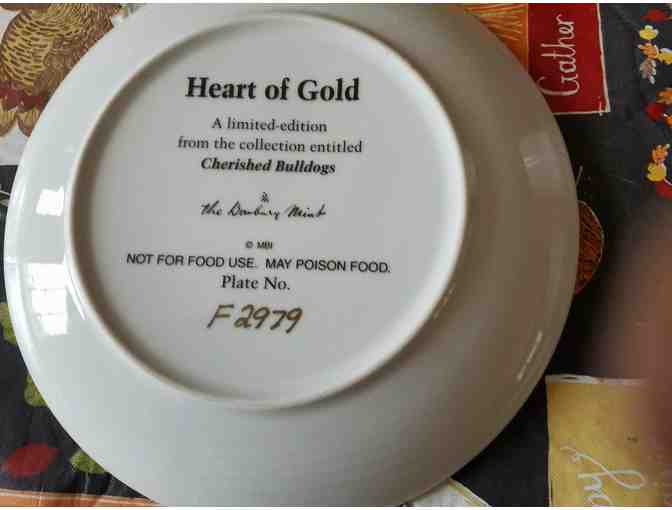 Heart of Gold
A limited-edition
from the collection entitled
Cherished Bulldogs
the Danbury Mint
© MBI
NOT FOR FOOD USE. MAY POISON FOOD.
Plate No.
F2979
Gather